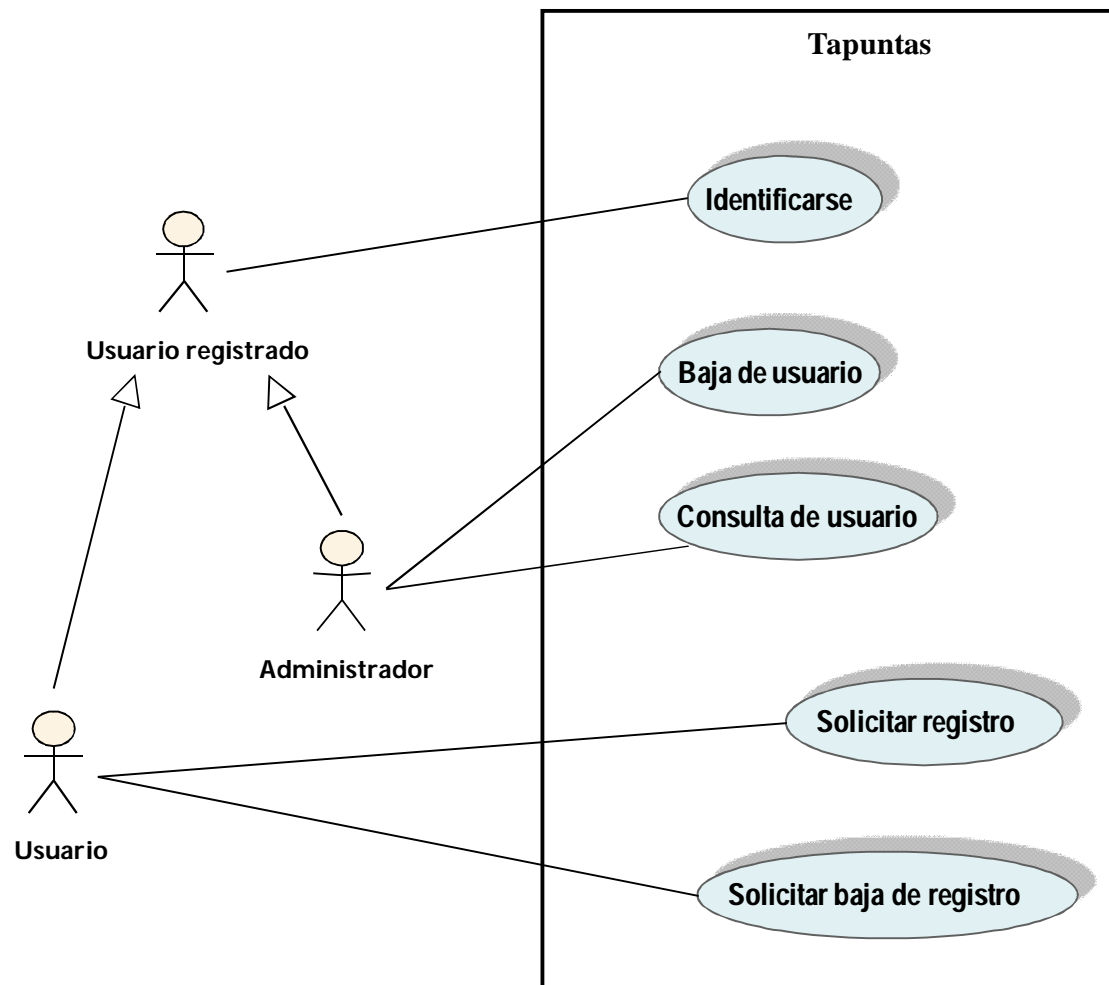 Tapuntas
Identificarse
Usuario registrado
Baja de usuario
Consulta de usuario
Administrador
Solicitar registro
Usuario
Solicitar baja de registro